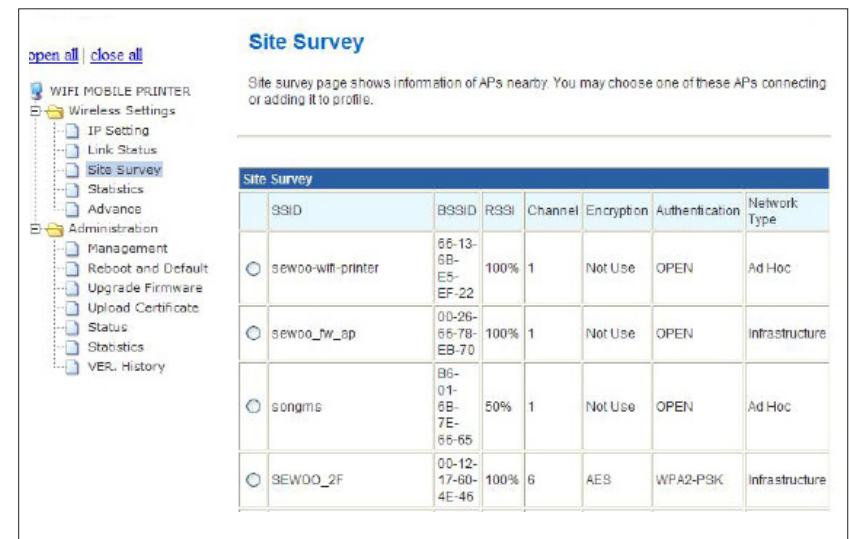 open all | close all
WIFI MOBILE PRINTER
Wireless Settings
IP Setting
Link Status
Site Survey
Statistics
Advance
Administration
Management
Reboot and Default
Upgrade Firmware
Upload Certificate
Status
Statistics
VER. History
Site Survey
Site survey page shows information of APs nearby. You may choose one of these APs connecting
or adding it to profile.
Site Survey
SSID BSSID RSSI Channel Encryption Authentication Network
Type
sewoo-wifi-printer 66-13-
6B-
E5-
EF-22 100% 1 Not Use OPEN Ad Hoc
sewoo_fw_ap 00-26-
66-78-
EB-70 100% 1 Not Use OPEN Infrastructure
songms B6-
01-
6B-
7E-
66-65 50% 1 Not Use OPEN Ad Hoc
SEWOO_2F 00-12-
17-60-
4E-46 100% 6 AES WPA2-PSK Infrastructure